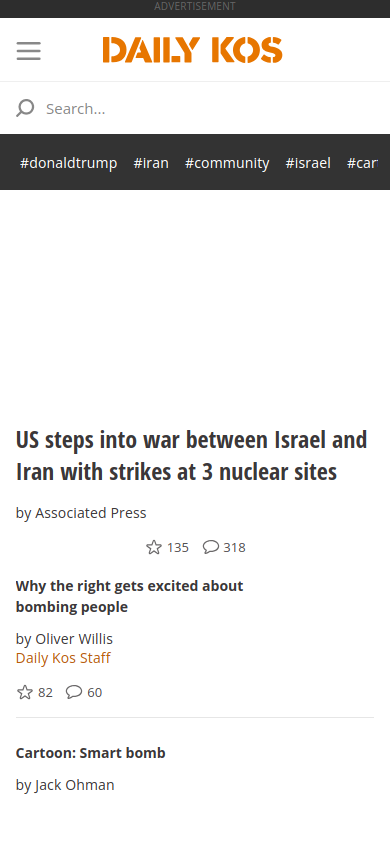 ADVERTISEMENT
DAILY KOS
Search...
#donaldtrump #iran #community #israel #car
US steps into war between Israel and
Iran with strikes at 3 nuclear sites
by Associated Press
135 318
Why the right gets excited about
bombing people
by Oliver Willis
Daily Kos Staff
82 60
Cartoon: Smart bomb
by Jack Ohman